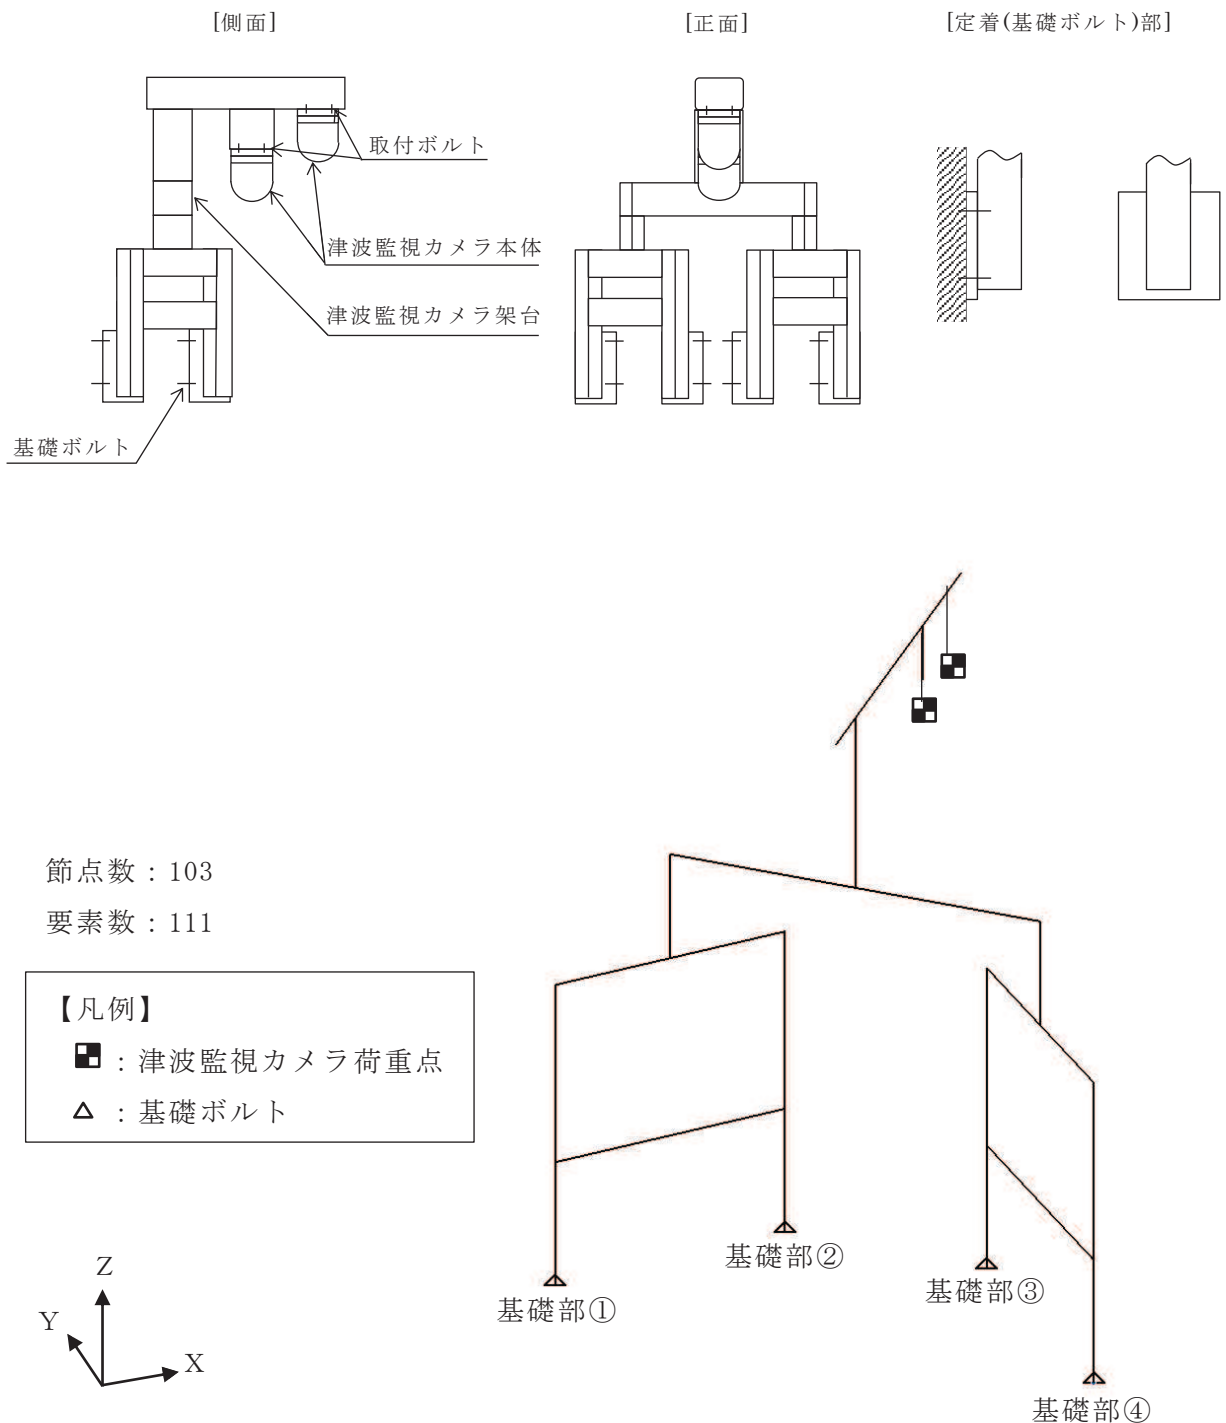 [側面]
[正面]
[定着(基礎ボルト)部]
取付ボルト
津波監視カメラ本体
津波監視カメラ架台
基礎ボルト
節点数：103
要素数：111
【凡例】
：津波監視カメラ荷重点
：基礎ボルト
基礎部①
基礎部②
基礎部③
基礎部④
Z
Y
X